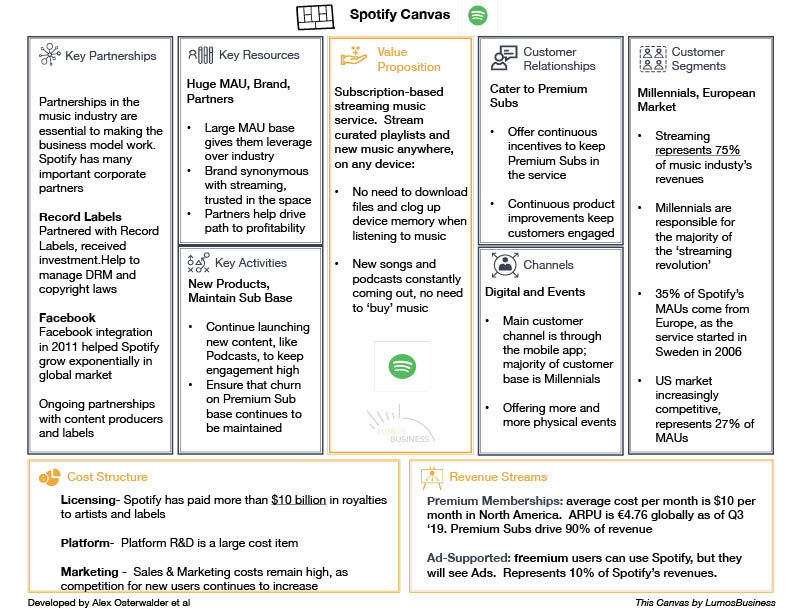 Spotify Canvas
Key Partnerships
Partnerships in the
music industry are
essential to making the
business model work.
Spotify has many
important corporate
partners
Record Labels
Partnered with Record
Labels, received
investment.Help to
manage DRM and
copyright laws
Facebook
Facebook integration
in 2011 helped Spotify
grow exponentially in
global market
Ongoing partnerships
with content producers
and labels
Key Resources
Huge MAU, Brand,
Partners
• Large MAU base
gives them leverage
over industry
• Brand synonymous
with streaming,
trusted in the space
• Partners help drive
path to profitability
Key Activities
New Products,
Maintain Sub Base
• Continue launching
new content, like
Podcasts, to keep
engagement high
• Ensure that churn
on Premium Sub
base continues to
be maintained
Value
Proposition
Subscription-based
streaming music
service. Stream
curated playlists and
new music anywhere,
on any device:
• No need to download
files and clog up
device memory when
listening to music
• New songs and
podcasts constantly
coming out, no need
to ‘buy’ music
LUMOS
BUSINESS
Customer
Relationships
Cater to Premium
Subs
• Offer continuous
incentives to keep
Premium Subs in
the service
• Continuous product
improvements keep
customers engaged
Channels
Digital and Events
• Main customer
channel is through
the mobile app;
majority of customer
base is Millennials
• Offering more and
more physical events
Customer
Segments
Millennials, European
Market
• Streaming
represents 75%
of music industy’s
revenues
• Millennials are
responsible for
the majority of
the ‘streaming
revolution’
• 35% of Spotify’s
MAUs come from
Europe, as the
service started in
Sweden in 2006
• US market
increasingly
competitive,
represents 27% of
MAUs
Cost Structure
Licensing- Spotify has paid more than $10 billion in royalties
to artists and labels
Platform- Platform R&D is a large cost item
Marketing - Sales & Marketing costs remain high, as
competition for new users continues to increase
Revenue Streams
Premium Memberships: average cost per month is $10 per
month in North America. ARPU is €4.76 globally as of Q3
‘19. Premium Subs drive 90% of revenue
Ad-Supported: freemium users can use Spotify, but they
will see Ads. Represents 10% of Spotify’s revenues.
Developed by Alex Osterwalder et al
This Canvas by LumosBusiness